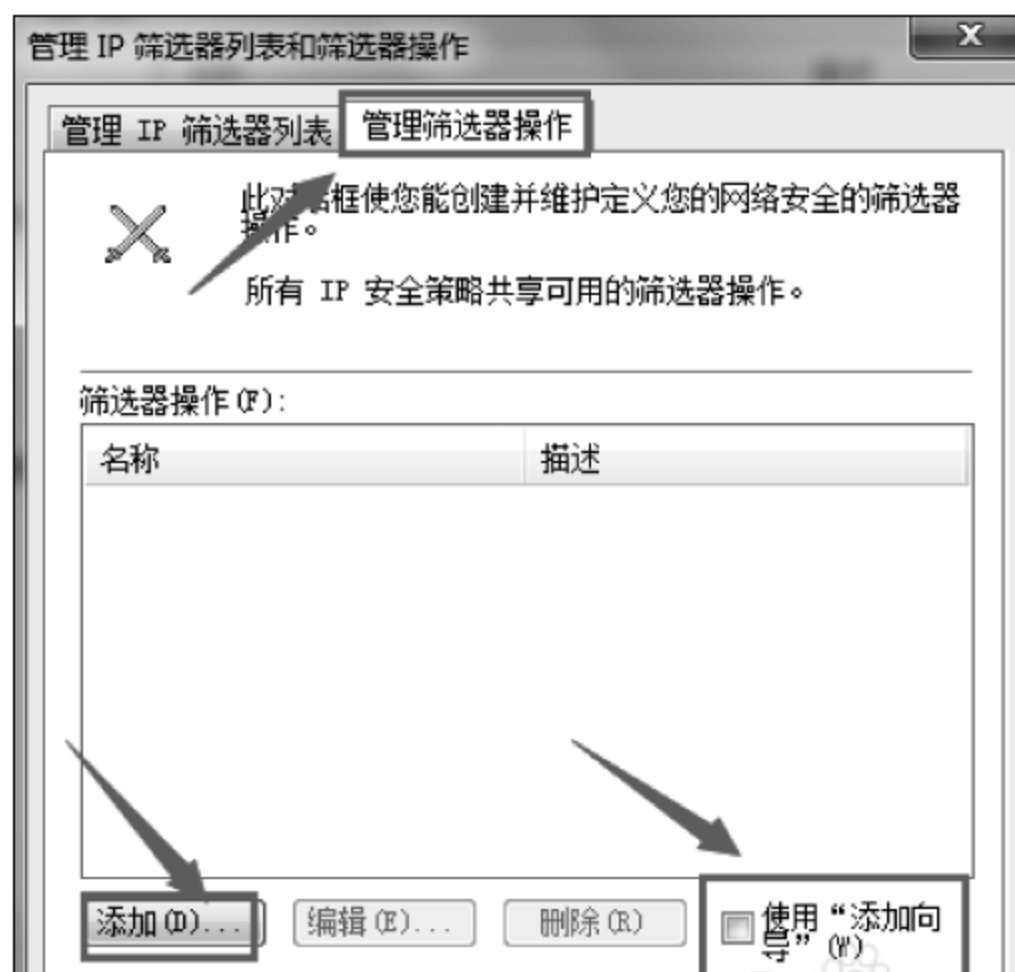 管理 IP 筛选器列表和筛选器操作
管理 IP 筛选器列表
管理筛选器操作
此对话框使您能创建并维护定义您的网络安全的筛选器
操作。
所有 IP 安全策略共享可用的筛选器操作。
筛选器操作(F):
名称
描述
添加(D)...
编辑(E)...
删除(R)
使用“添加向
导”(W)